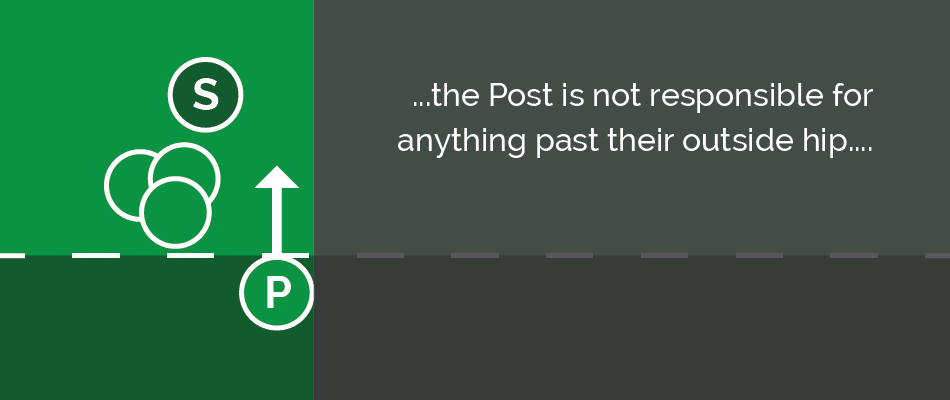 S
...the Post is not responsible for
anything past their outside hip....
P